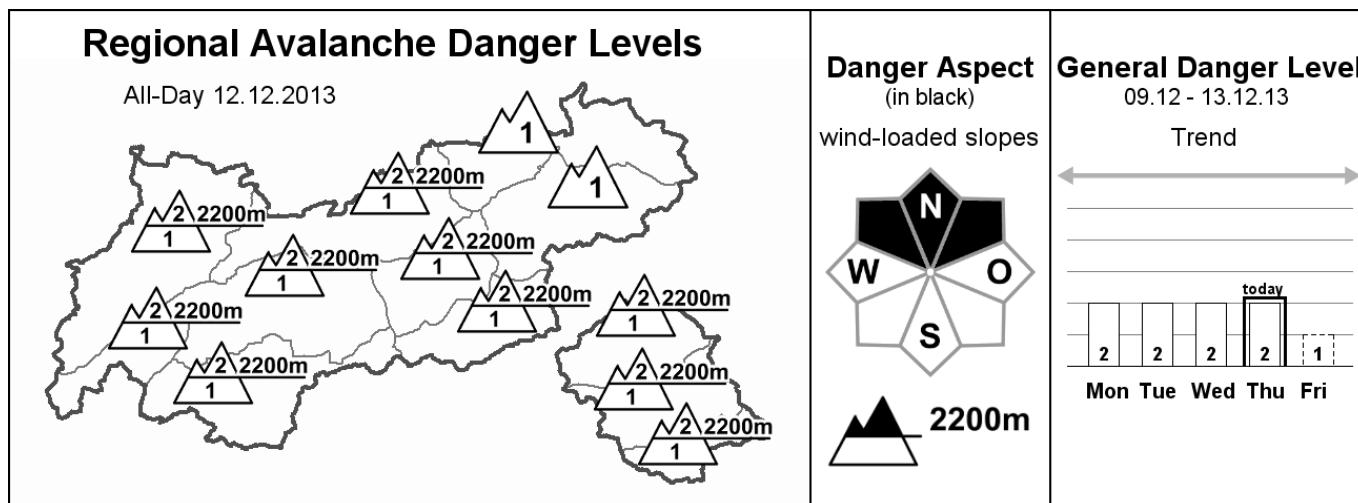 Regional Avalanche Danger Levels
All-Day 12.12.2013
1
2 2200m
1
1
2 2200m
1
2 2200m
1
2 2200m
1
2 2200m
1
2 2200m
1
2 2200m
1
2 2200m
1
2 2200m
1
2 2200m
1
Danger Aspect
(in black)
wind-loaded slopes
N
W
O
S
2200m
General Danger Level
09.12 - 13.12.13
Trend
today
2 2 2 2 1
Mon Tue Wed Thu Fri